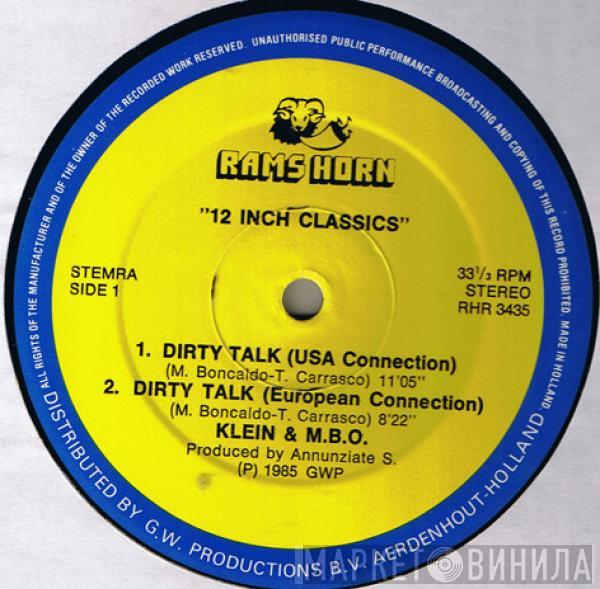 ALL RIGHTS OF THE MANUFACTURER AND OF THE OWNER OF THE RECORDED WORK RESERVED. UNAUTHORISED PUBLIC PERFORMANCE BROADCASTING AND COPYING OF THIS RECORD PROHIBITED. MADE IN HOLLAND
RAMS HORN
"12 INCH CLASSICS"
STEMRA
SIDE 1
33 1/3 RPM
STEREO
RHR 3435
1. DIRTY TALK (USA Connection)
(M. Boncaldo-T. Carrasco) 11'05"
2. DIRTY TALK (European Connection)
(M. Boncaldo-T. Carrasco) 8'22"
KLEIN & M.B.O.
Produced by Annunziate S.
(P) 1985 GWP
DISTRIBUTED BY G.W. PRODUCTIONS B.V. AERDENHOUT-HOLLAND
МАРКЕТ ВИНИЛА